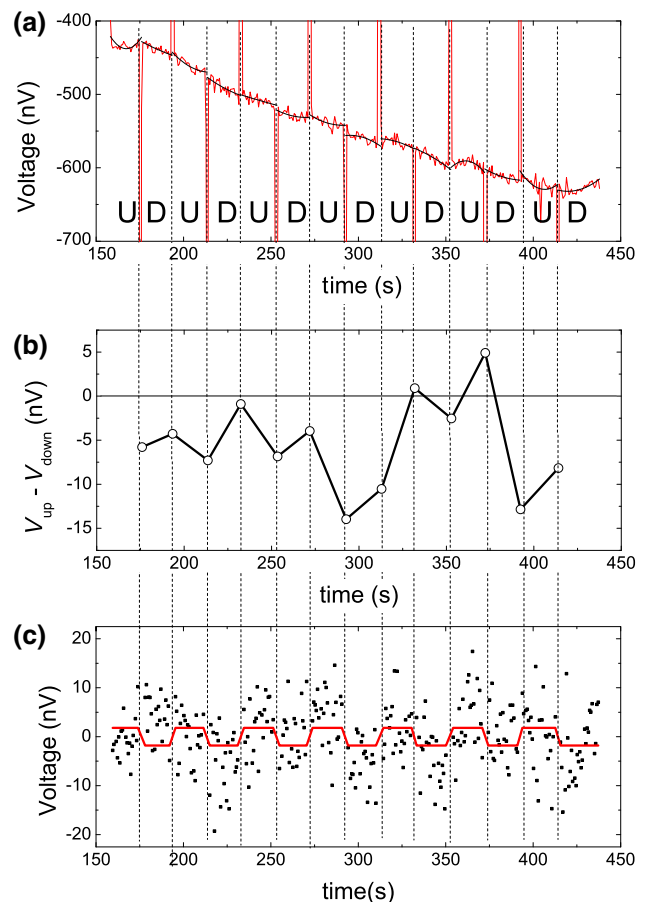 (a)
-400
-500
-600
-700
Voltage (nV)
U D U D U D U D U D U D U D
150 200 250 300 350 400 450
time (s)
(b)
5
0
-5
-10
-15
V_up - V_down (nV)
150 200 250 300 350 400 450
time (s)
(c)
20
10
0
-10
-20
Voltage (nV)
150 200 250 300 350 400 450
time(s)